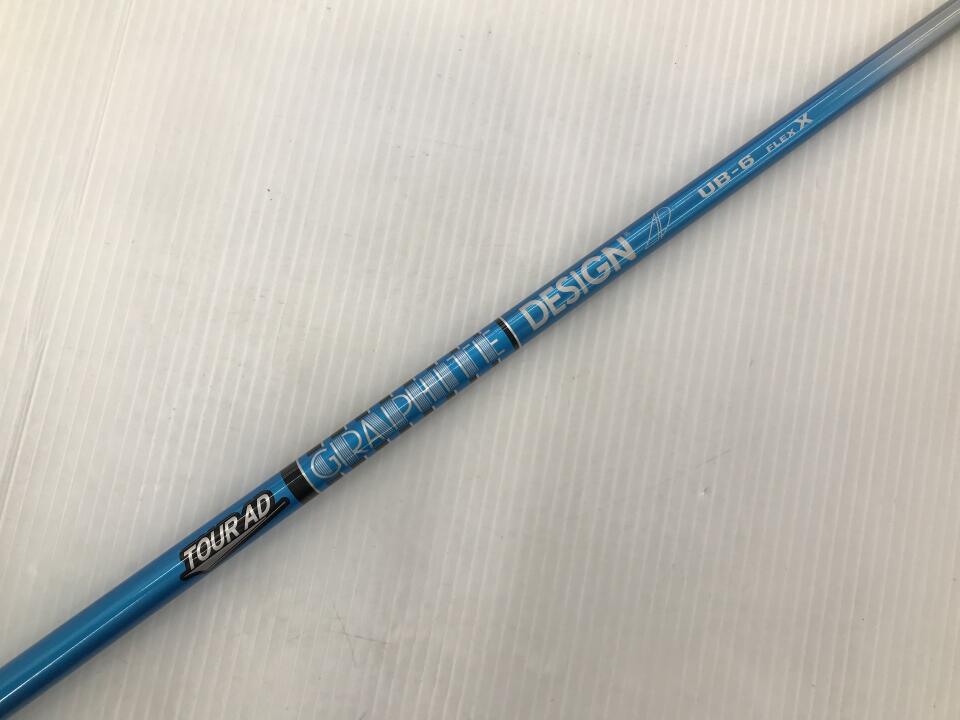 TOUR AD
GRAPHITE
DESIGN
UB-6 FLEX X